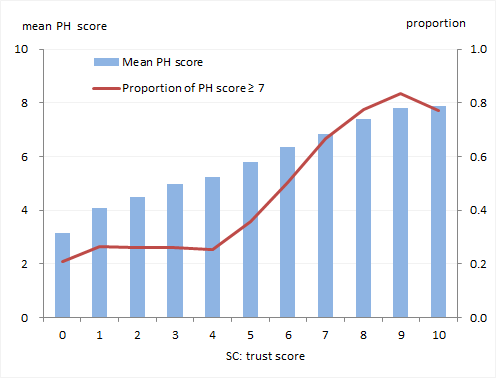 mean PH score
proportion
10
8
6
4
2
0
1.0
0.8
0.6
0.4
0.2
0.0
Mean PH score
Proportion of PH score ≥ 7
0 1 2 3 4 5 6 7 8 9 10
SC: trust score